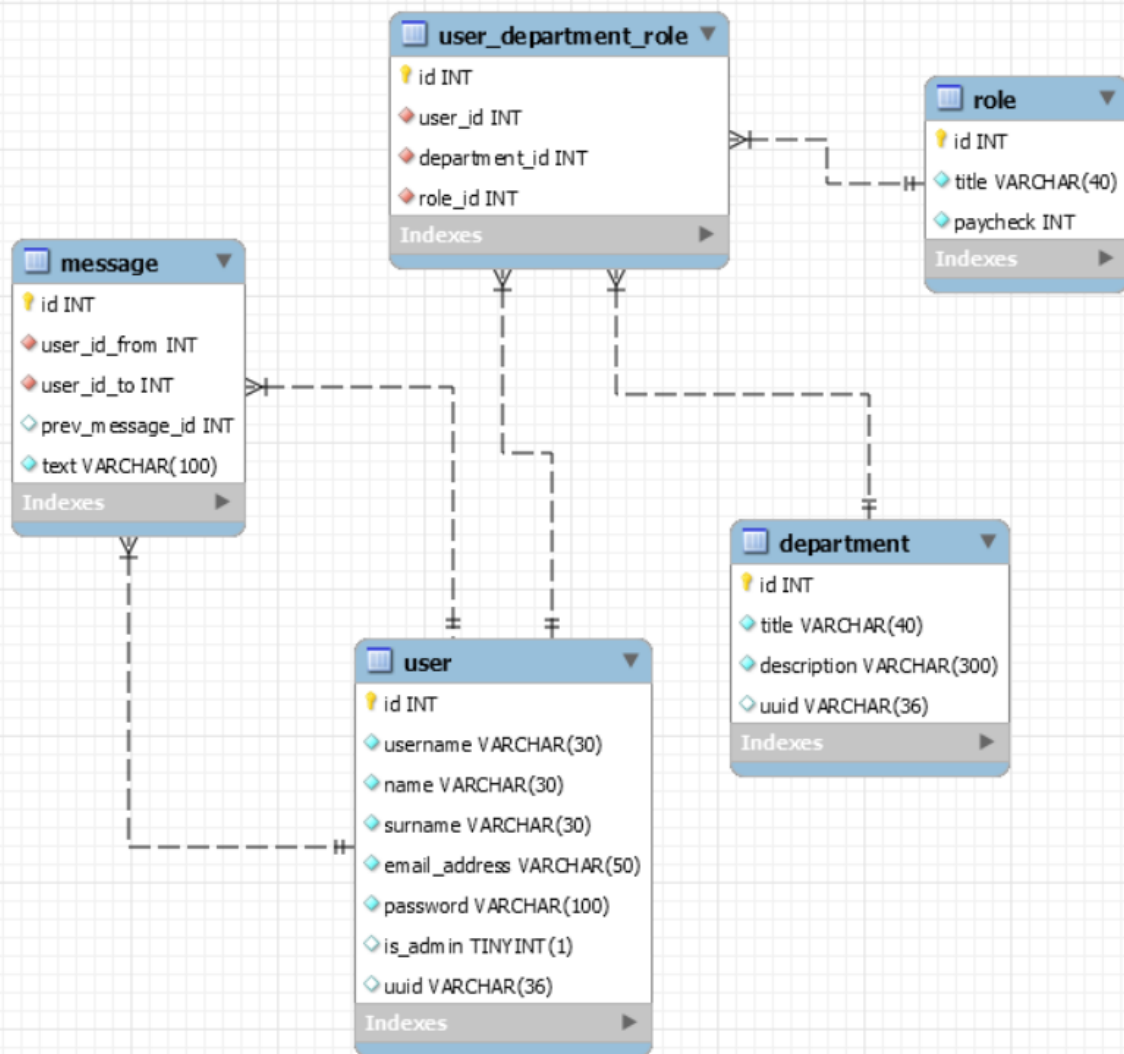 user_department_role
id INT
user_id INT
department_id INT
role_id INT
Indexes
role
id INT
title VARCHAR(40)
paycheck INT
Indexes
message
id INT
user_id_from INT
user_id_to INT
prev_message_id INT
text VARCHAR(100)
Indexes
department
id INT
title VARCHAR(40)
description VARCHAR(300)
uuid VARCHAR(36)
Indexes
user
id INT
username VARCHAR(30)
name VARCHAR(30)
surname VARCHAR(30)
email_address VARCHAR(50)
password VARCHAR(100)
is_admin TINYINT(1)
uuid VARCHAR(36)
Indexes